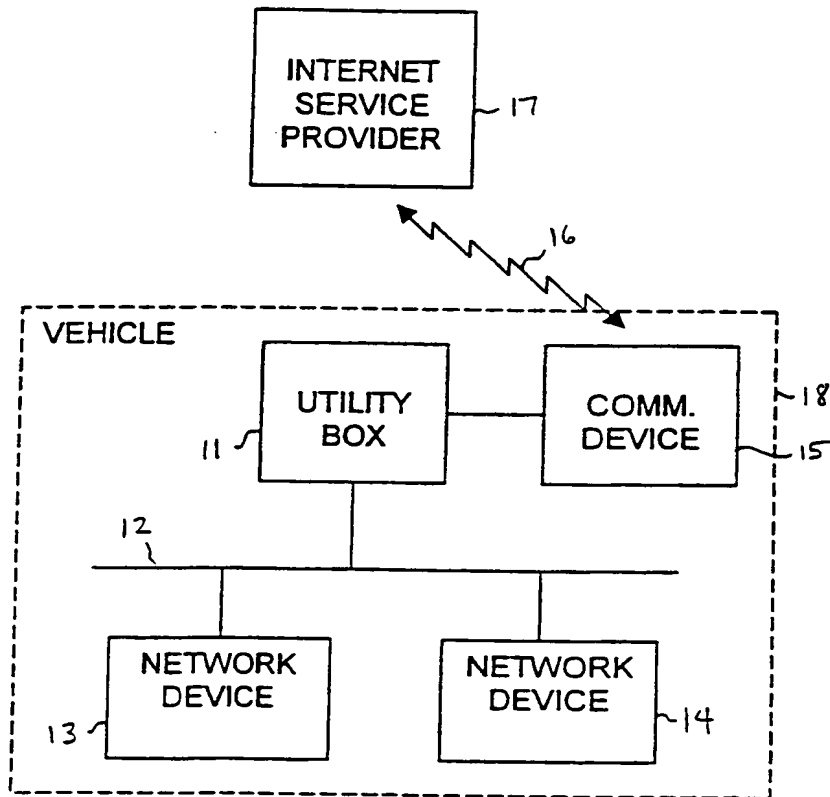 INTERNET
SERVICE
PROVIDER
17
16
VEHICLE
UTILITY
BOX
11
COMM.
DEVICE
15
18
12
NETWORK
DEVICE
13
NETWORK
DEVICE
14